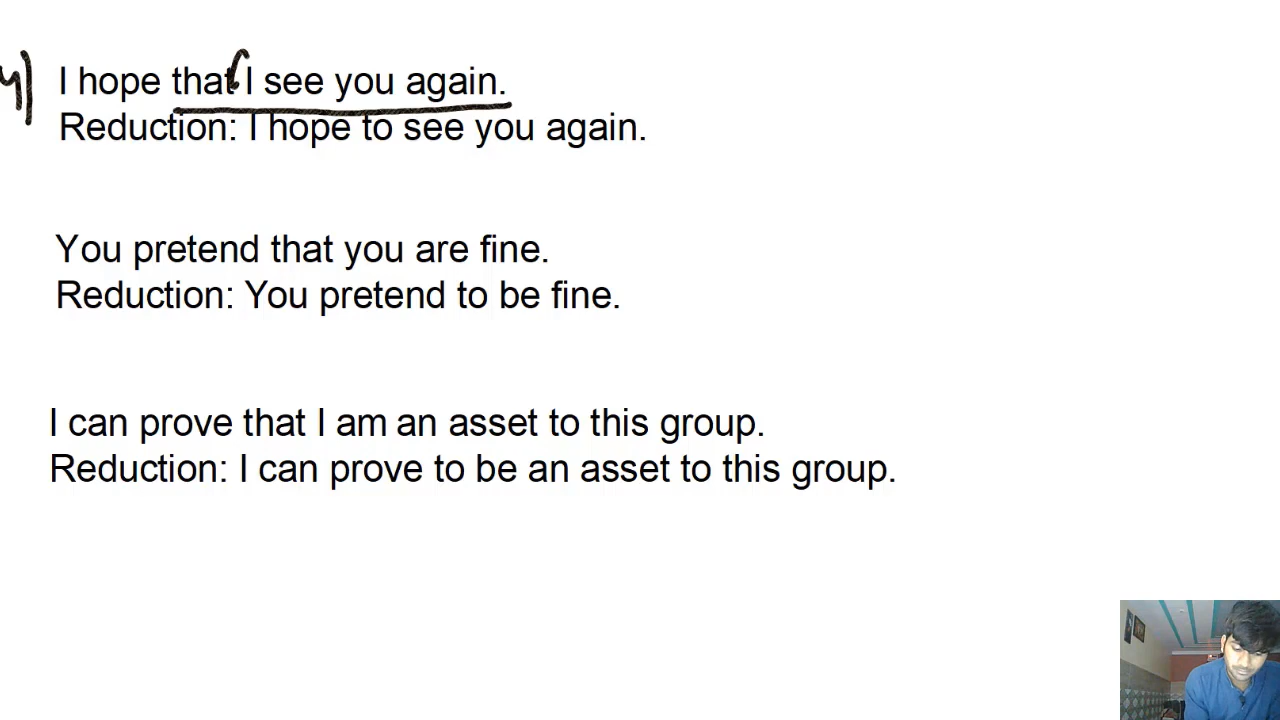 4) I hope that I see you again.
Reduction: I hope to see you again.
You pretend that you are fine.
Reduction: You pretend to be fine.
I can prove that I am an asset to this group.
Reduction: I can prove to be an asset to this group.